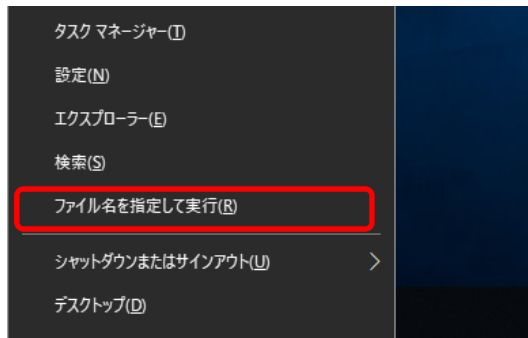 タスク マネージャー(T)
設定(N)
エクスプローラー(E)
検索(S)
ファイル名を指定して実行(R)
シャットダウンまたはサインアウト(U)
デスクトップ(D)